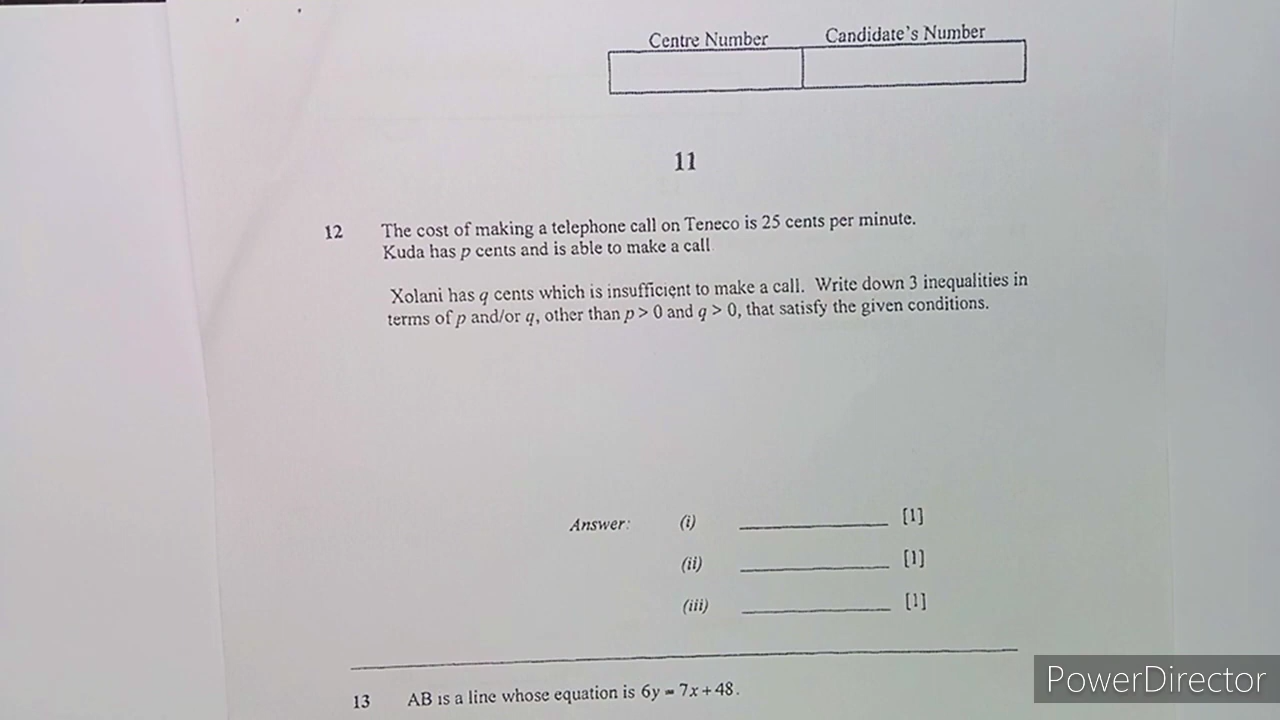 Centre Number Candidate's Number
11
12 The cost of making a telephone call on Teneco is 25 cents per minute.
Kuda has p cents and is able to make a call
Xolani has q cents which is insufficient to make a call. Write down 3 inequalities in
terms of p and/or q, other than p > 0 and q > 0, that satisfy the given conditions.
Answer: (i) [1]
(ii) [1]
(iii) [1]
13 AB is a line whose equation is 6y = 7x + 48.
PowerDirector